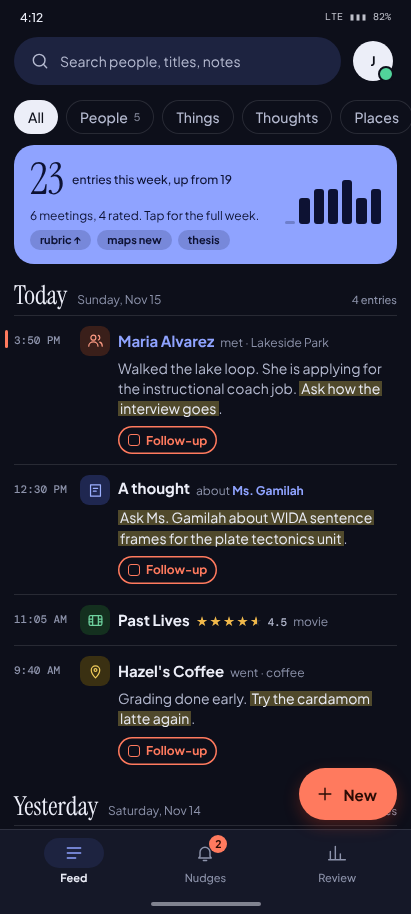 4:12
LTE 82%
Search people, titles, notes
J
All
People 5
Things
Thoughts
Places
23 entries this week, up from 19
6 meetings, 4 rated. Tap for the full week.
rubric ↑
maps new
thesis
Today Sunday, Nov 15
4 entries
3:50 PM
Maria Alvarez met · Lakeside Park
Walked the lake loop. She is applying for
the instructional coach job. Ask how the
interview goes.
Follow-up
12:30 PM
A thought about Ms. Gamilah
Ask Ms. Gamilah about WIDA sentence
frames for the plate tectonics unit.
Follow-up
11:05 AM
Past Lives ★★★★ 4.5 movie
9:40 AM
Hazel's Coffee went · coffee
Grading done early. Try the cardamom
latte again.
Follow-up
+ New
Yesterday Saturday, Nov 14
2
Feed
Nudges
Review